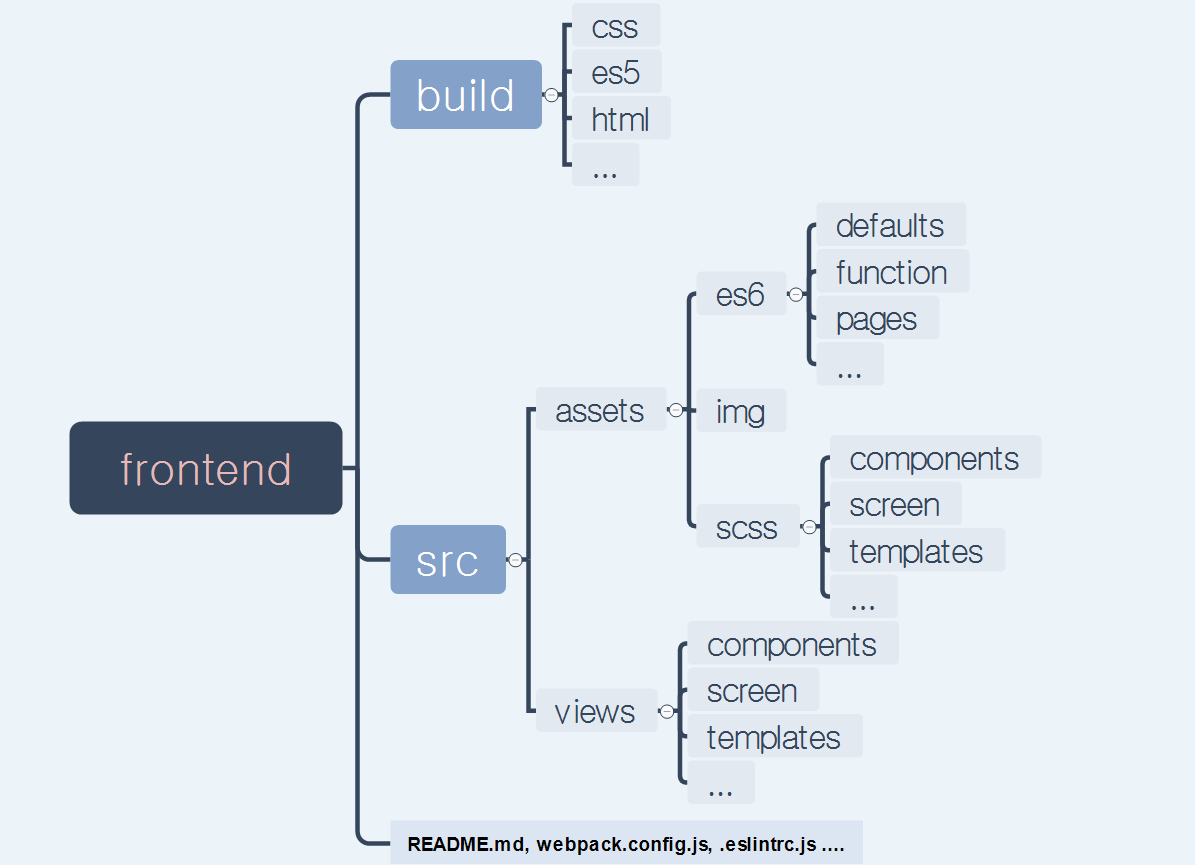 css
es5
build
html
...
defaults
function
es6
pages
...
assets
img
components
frontend
screen
scss
templates
src
...
components
screen
views
templates
...
README.md, webpack.config.js, .eslintrc.js ....